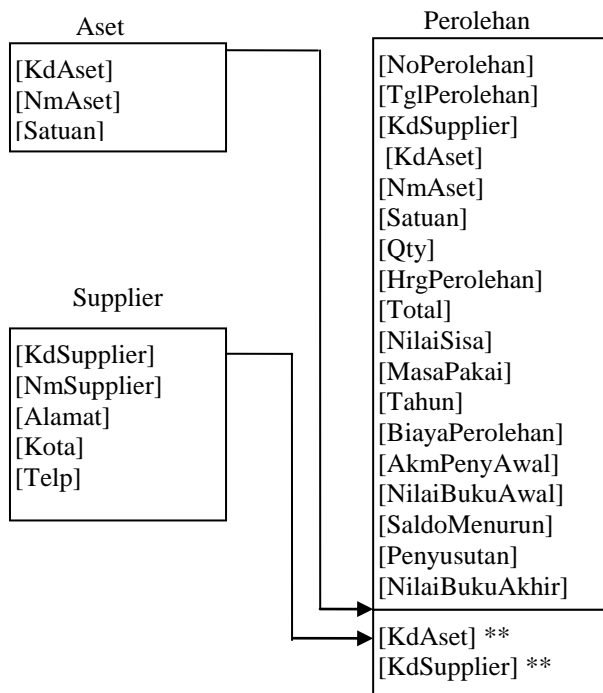 Aset
[KdAset]
[NmAset]
[Satuan]
Supplier
[KdSupplier]
[NmSupplier]
[Alamat]
[Kota]
[Telp]
Perolehan
[NoPerolehan]
[TglPerolehan]
[KdSupplier]
[KdAset]
[NmAset]
[Satuan]
[Qty]
[HrgPerolehan]
[Total]
[NilaiSisa]
[MasaPakai]
[Tahun]
[BiayaPerolehan]
[AkmPenyAwal]
[NilaiBukuAwal]
[SaldoMenurun]
[Penyusutan]
[NilaiBukuAkhir]
[KdAset] **
[KdSupplier] **